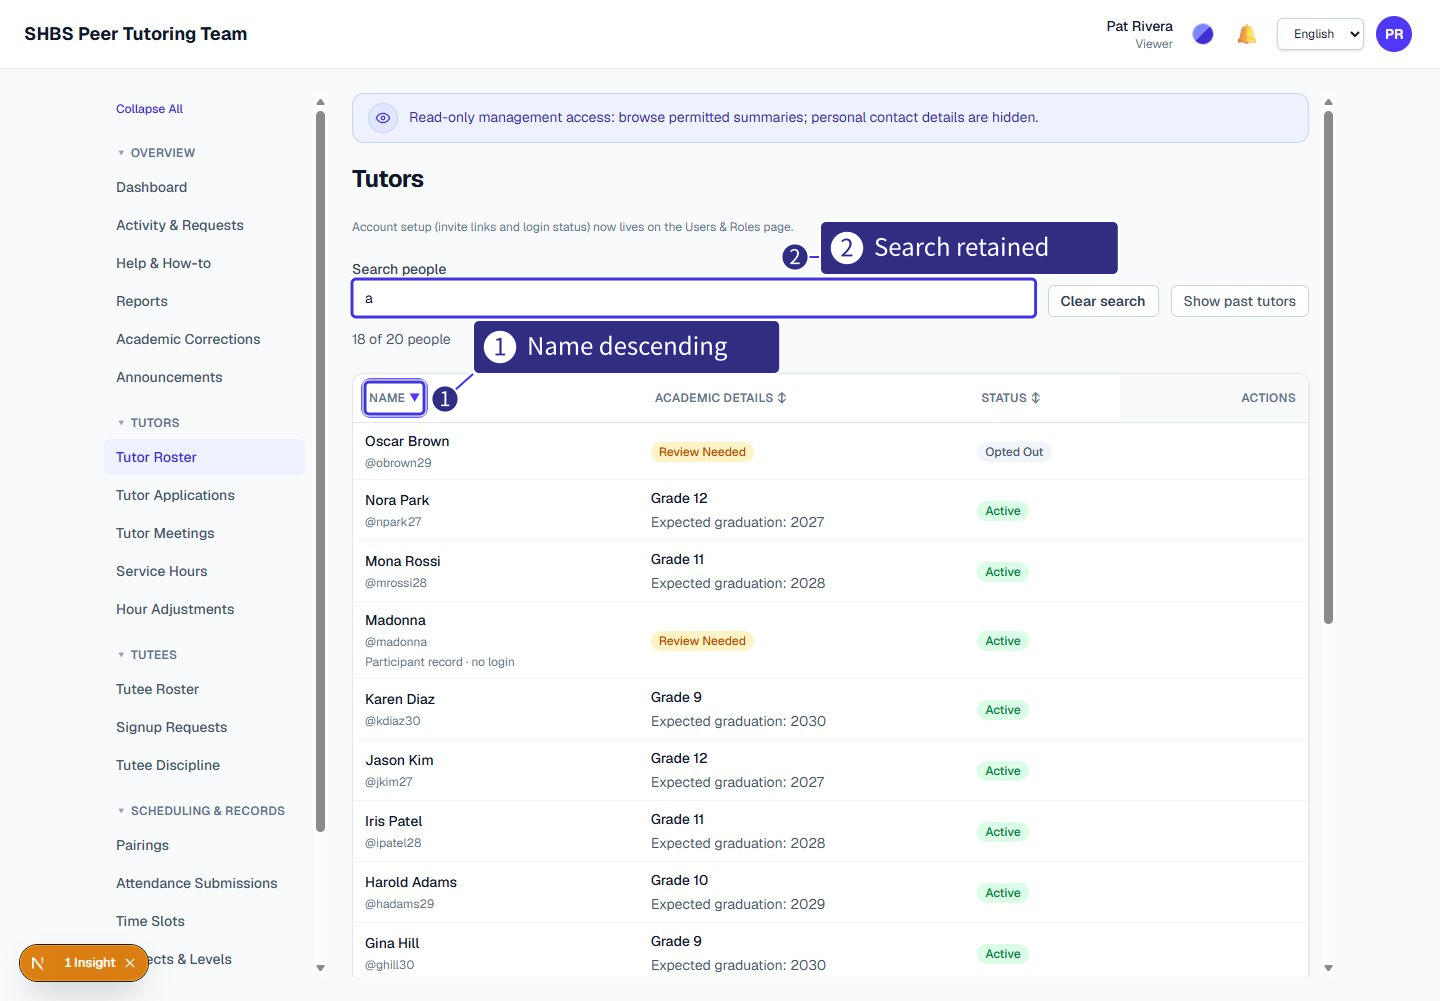 SHBS Peer Tutoring Team
Pat Rivera
Viewer
English
PR
Collapse All
OVERVIEW
Dashboard
Activity & Requests
Help & How-to
Reports
Academic Corrections
Announcements
TUTORS
Tutor Roster
Tutor Applications
Tutor Meetings
Service Hours
Hour Adjustments
TUTEES
Tutee Roster
Signup Requests
Tutee Discipline
SCHEDULING & RECORDS
Pairings
Attendance Submissions
Time Slots
ects & Levels
1 Insight
Read-only management access: browse permitted summaries; personal contact details are hidden.
Tutors
Account setup (invite links and login status) now lives on the Users & Roles page.
2 2 Search retained
Search people
a
Clear search
Show past tutors
18 of 20 people
1 Name descending
NAME 1 ACADEMIC DETAILS STATUS ACTIONS
Oscar Brown
@obrown29
Review Needed
Opted Out
Nora Park
@npark27
Grade 12
Expected graduation: 2027
Active
Mona Rossi
@mrossi28
Grade 11
Expected graduation: 2028
Active
Madonna
@madonna
Participant record · no login
Review Needed
Active
Karen Diaz
@kdiaz30
Grade 9
Expected graduation: 2030
Active
Jason Kim
@jkim27
Grade 12
Expected graduation: 2027
Active
Iris Patel
@ipatel28
Grade 11
Expected graduation: 2028
Active
Harold Adams
@hadams29
Grade 10
Expected graduation: 2029
Active
Gina Hill
@ghill30
Grade 9
Expected graduation: 2030
Active